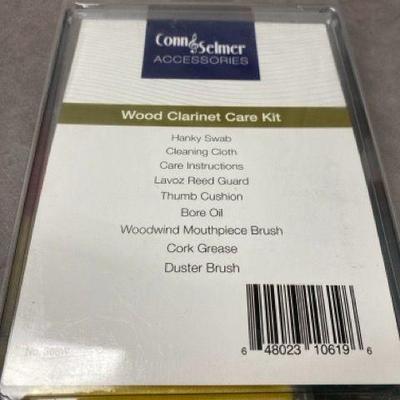 Conn Selmer
ACCESSORIES
Wood Clarinet Care Kit
Hanky Swab
Cleaning Cloth
Care Instructions
Lavoz Reed Guard
Thumb Cushion
Bore Oil
Woodwind Mouthpiece Brush
Cork Grease
Duster Brush
6 48023 10619 6
No.